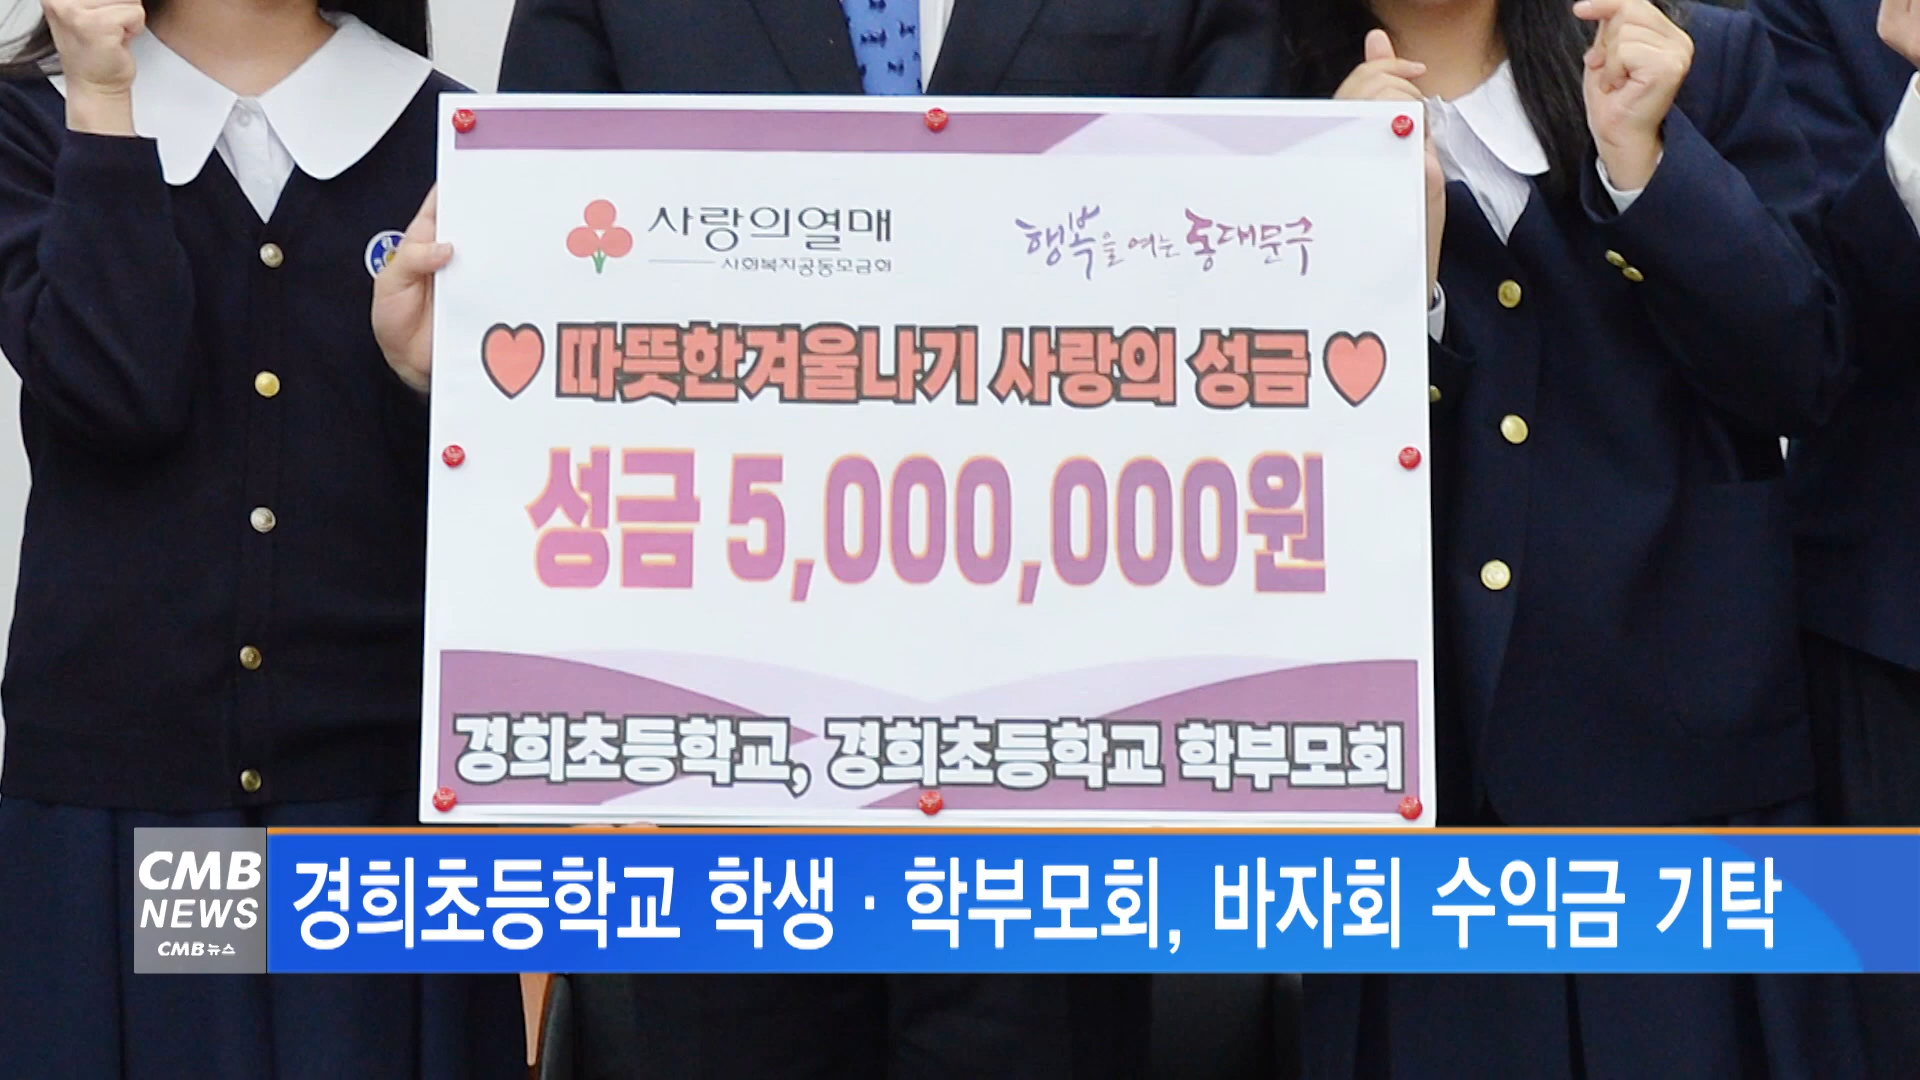 사랑의열매
사회복지공동모금회
행복을 여는 동대문구
♥ 따뜻한겨울나기 사랑의 성금 ♥
성금 5,000,000원
경희초등학교, 경희초등학교 학부모회
CMB
NEWS
CMB뉴스
경희초등학교 학생·학부모회, 바자회 수익금 기탁